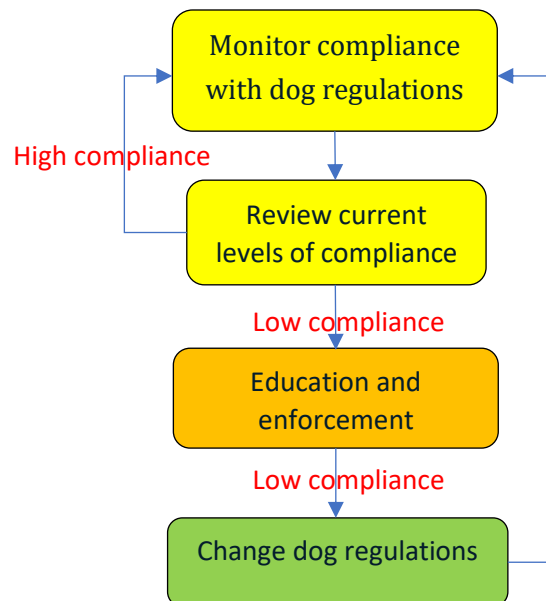 Monitor compliance
with dog regulations
High compliance
Review current
levels of compliance
Low compliance
Education and
enforcement
Low compliance
Change dog regulations